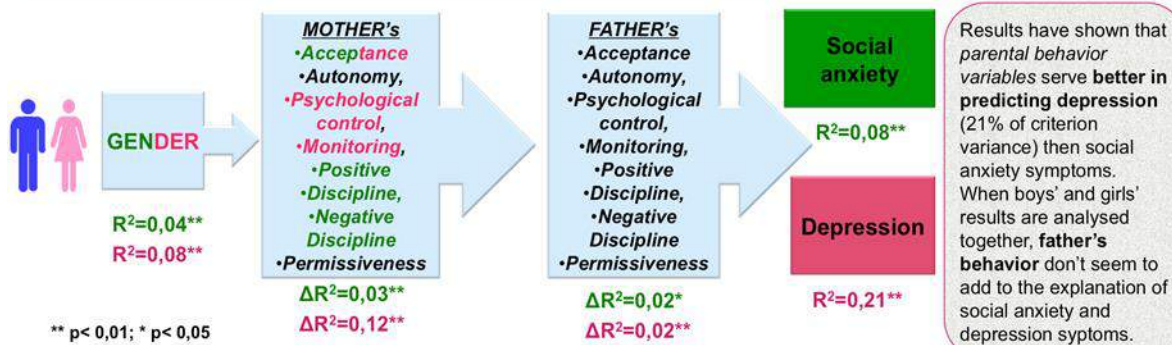 GENDER
R²=0,04**
R²=0,08**
** p< 0,01; * p< 0,05
MOTHER's
•Acceptance
•Autonomy,
•Psychological
control,
•Monitoring,
•Positive
•Discipline,
•Negative
Discipline
•Permissiveness
ΔR²=0,03**
ΔR²=0,12**
FATHER's
•Acceptance
•Autonomy,
•Psychological
control,
•Monitoring,
•Positive
•Discipline,
•Negative
Discipline
•Permissiveness
ΔR²=0,02*
ΔR²=0,02**
Social
anxiety
R²=0,08**
Depression
R²=0,21**
Results have shown that
parental behavior
variables serve better in
predicting depression
(21% of criterion
variance) then social
anxiety symptoms.
When boys' and girls'
results are analysed
together, father's
behavior don't seem to
add to the explanation of
social anxiety and
depression syptoms.